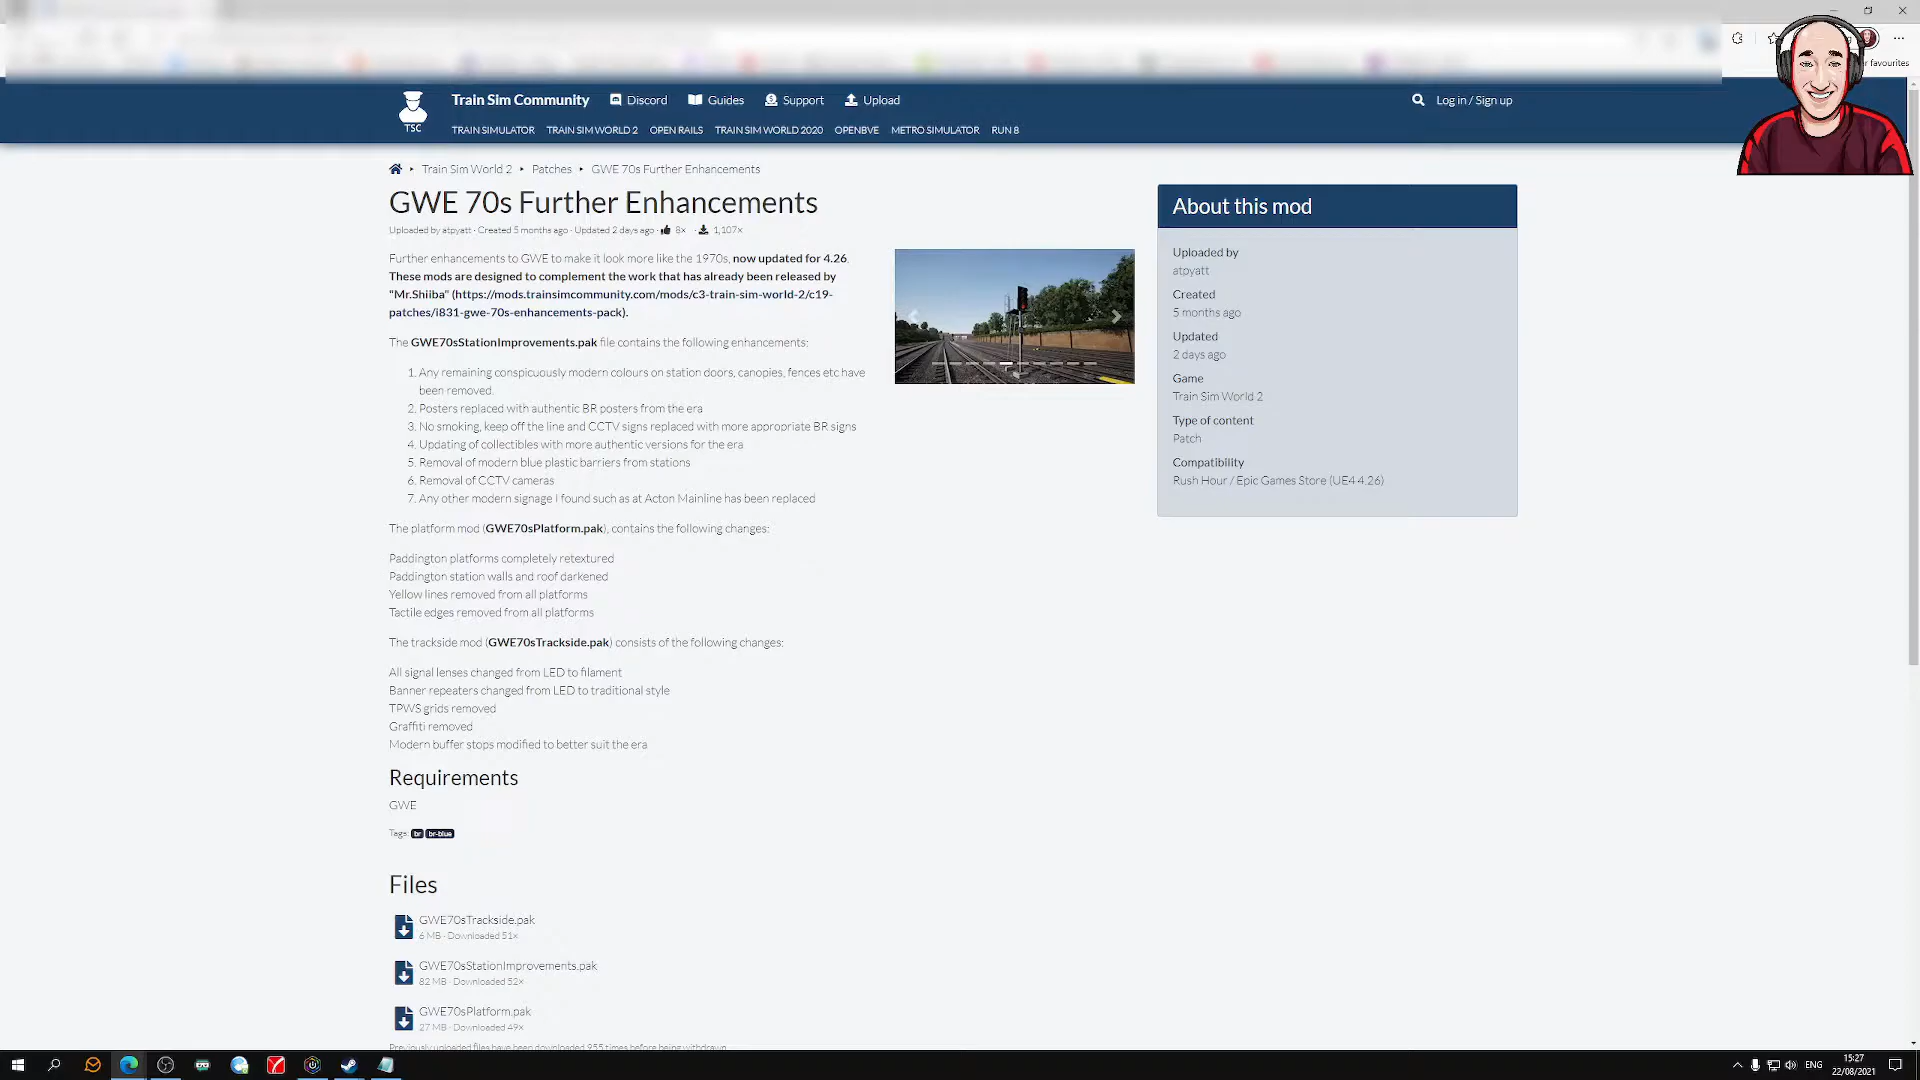 r favourites
TSC
Train Sim Community
Discord
Guides
Support
Upload
Log in / Sign up
TRAIN SIMULATOR
TRAIN SIM WORLD 2
OPEN RAILS
TRAIN SIM WORLD 2020
OPENBVE
METRO SIMULATOR
RUN 8
Train Sim World 2 ‣ Patches ‣ GWE 70s Further Enhancements
GWE 70s Further Enhancements
Uploaded by atpyatt · Created 5 months ago · Updated 2 days ago · 8× · 1,107×
Further enhancements to GWE to make it look more like the 1970s, now updated for 4.26.
These mods are designed to complement the work that has already been released by
"Mr.Shiiba" (https://mods.trainsimcommunity.com/mods/c3-train-sim-world-2/c19-
patches/i831-gwe-70s-enhancements-pack).
The GWE70sStationImprovements.pak file contains the following enhancements:
1. Any remaining conspicuously modern colours on station doors, canopies, fences etc have
been removed.
2. Posters replaced with authentic BR posters from the era
3. No smoking, keep off the line and CCTV signs replaced with more appropriate BR signs
4. Updating of collectibles with more authentic versions for the era
5. Removal of modern blue plastic barriers from stations
6. Removal of CCTV cameras
7. Any other modern signage I found such as at Acton Mainline has been replaced
The platform mod (GWE70sPlatform.pak), contains the following changes:
Paddington platforms completely retextured
Paddington station walls and roof darkened
Yellow lines removed from all platforms
Tactile edges removed from all platforms
The trackside mod (GWE70sTrackside.pak) consists of the following changes:
All signal lenses changed from LED to filament
Banner repeaters changed from LED to traditional style
TPWS grids removed
Graffiti removed
Modern buffer stops modified to better suit the era
Requirements
GWE
Tags: br br-blue
Files
GWE70sTrackside.pak
6 MB · Downloaded 51×
GWE70sStationImprovements.pak
82 MB · Downloaded 52×
GWE70sPlatform.pak
27 MB · Downloaded 49×
Previously uploaded files have been downloaded 955 times before being withdrawn
About this mod
Uploaded by
atpyatt
Created
5 months ago
Updated
2 days ago
Game
Train Sim World 2
Type of content
Patch
Compatibility
Rush Hour / Epic Games Store (UE4 4.26)
ENG
15:27
22/08/2021